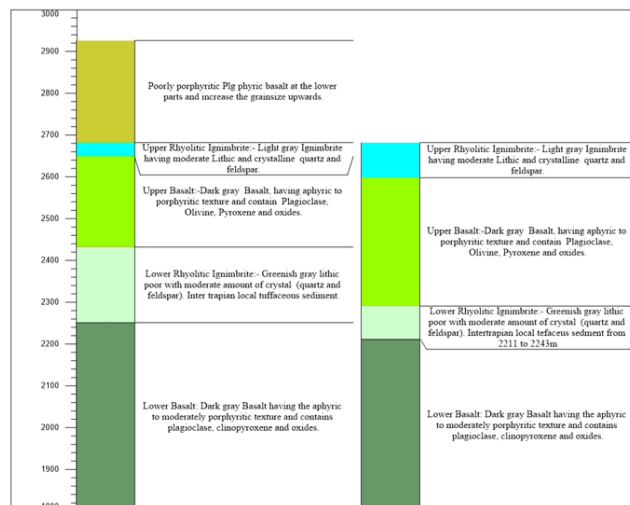 3000
2900
2800
2700
2600
2500
2400
2300
2200
2100
2000
1900
Poorly porphyritic Plg phyric basalt at the lower
parts and increase the grainsize upwards.
Upper Rhyolitic Ignimbrite:- Light gray Ignimbrite
having moderate Lithic and crystalline quartz and
feldspar.
Upper Basalt:-Dark gray Basalt, having aphyric to
porphyritic texture and contain Plagioclase,
Olivine, Pyroxene and oxides.
Lower Rhyolitic Ignimbrite:- Greenish gray lithic
poor with moderate amount of crystal (quartz and
feldspar). Inter trapian local tuffaceous sediment.
Lower Basalt: Dark gray Basalt having the aphyric
to moderately porphyritic texture and contains
plagioclase, clinopyroxene and oxides.
Upper Rhyolitic Ignimbrite:- Light gray Ignimbrite
having moderate Lithic and crystalline quartz and
feldspar.
Upper Basalt:-Dark gray Basalt, having aphyric to
porphyritic texture and contain Plagioclase,
Olivine, Pyroxene and oxides.
Lower Rhyolitic Ignimbrite:- Greenish gray lithic
poor with moderate amount of crystal (quartz and
feldspar). Intertrapian local tefaceus sedment from
2211 to 2243m
Lower Basalt: Dark gray Basalt having the aphyric
to moderately porphyritic texture and contains
plagioclase, clinopyroxene and oxides.